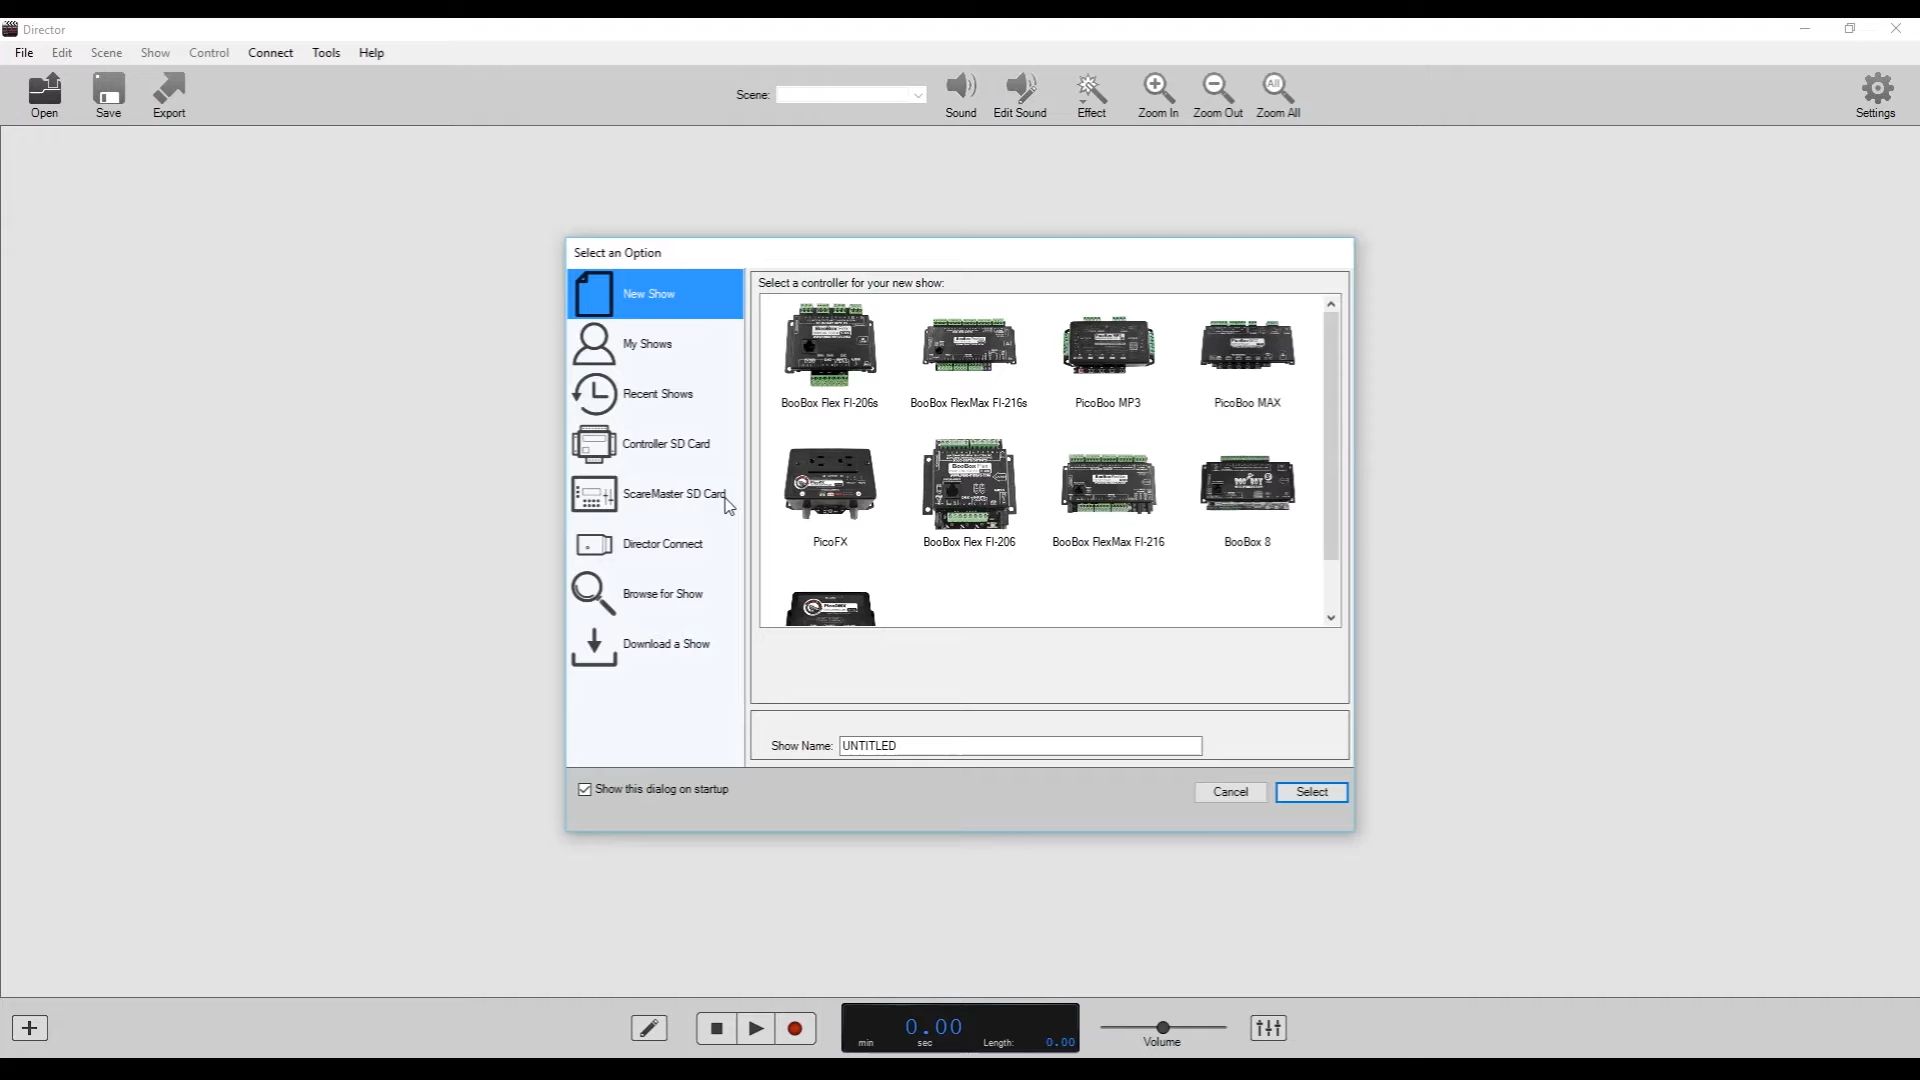 Director
File Edit Scene Show Control Connect Tools Help
Open Save Export Scene: Sound Edit Sound Effect Zoom In Zoom Out All Zoom All Settings
Select an Option
New Show
My Shows
Recent Shows
Controller SD Card
ScareMaster SD Card
Director Connect
Browse for Show
Download a Show
Select a controller for your new show:
BooBox Flex FI-206s BooBox FlexMax FI-216s PicoBoo MP3 PicoBoo MAX
PicoFX BooBox Flex FI-206 BooBox FlexMax FI-216 BooBox 8
Show Name: UNTITLED
Show this dialog on startup
Cancel Select
0.00
min sec Length: 0.00
Volume